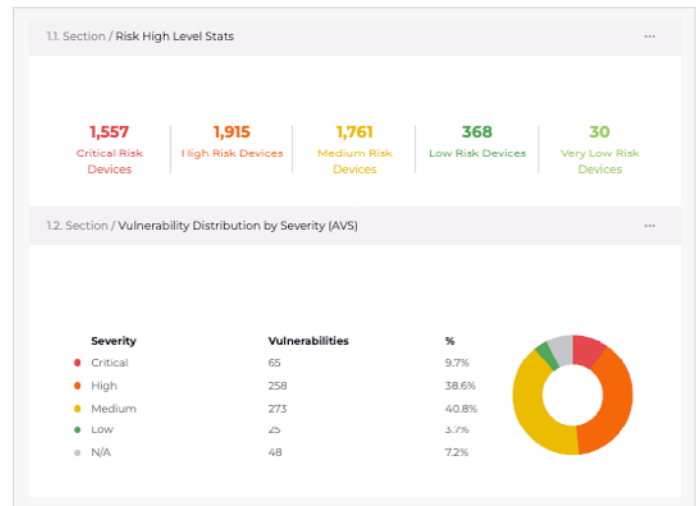 1.1. Section / Risk High Level Stats
1,557 1,915 1,761 368 30
Critical Risk Devices High Risk Devices Medium Risk Devices Low Risk Devices Very Low Risk Devices
1.2. Section / Vulnerability Distribution by Severity (AVS)
Severity Vulnerabilities %
Critical 65 9.7%
High 258 38.6%
Medium 273 40.8%
Low 25 3.7%
N/A 48 7.2%